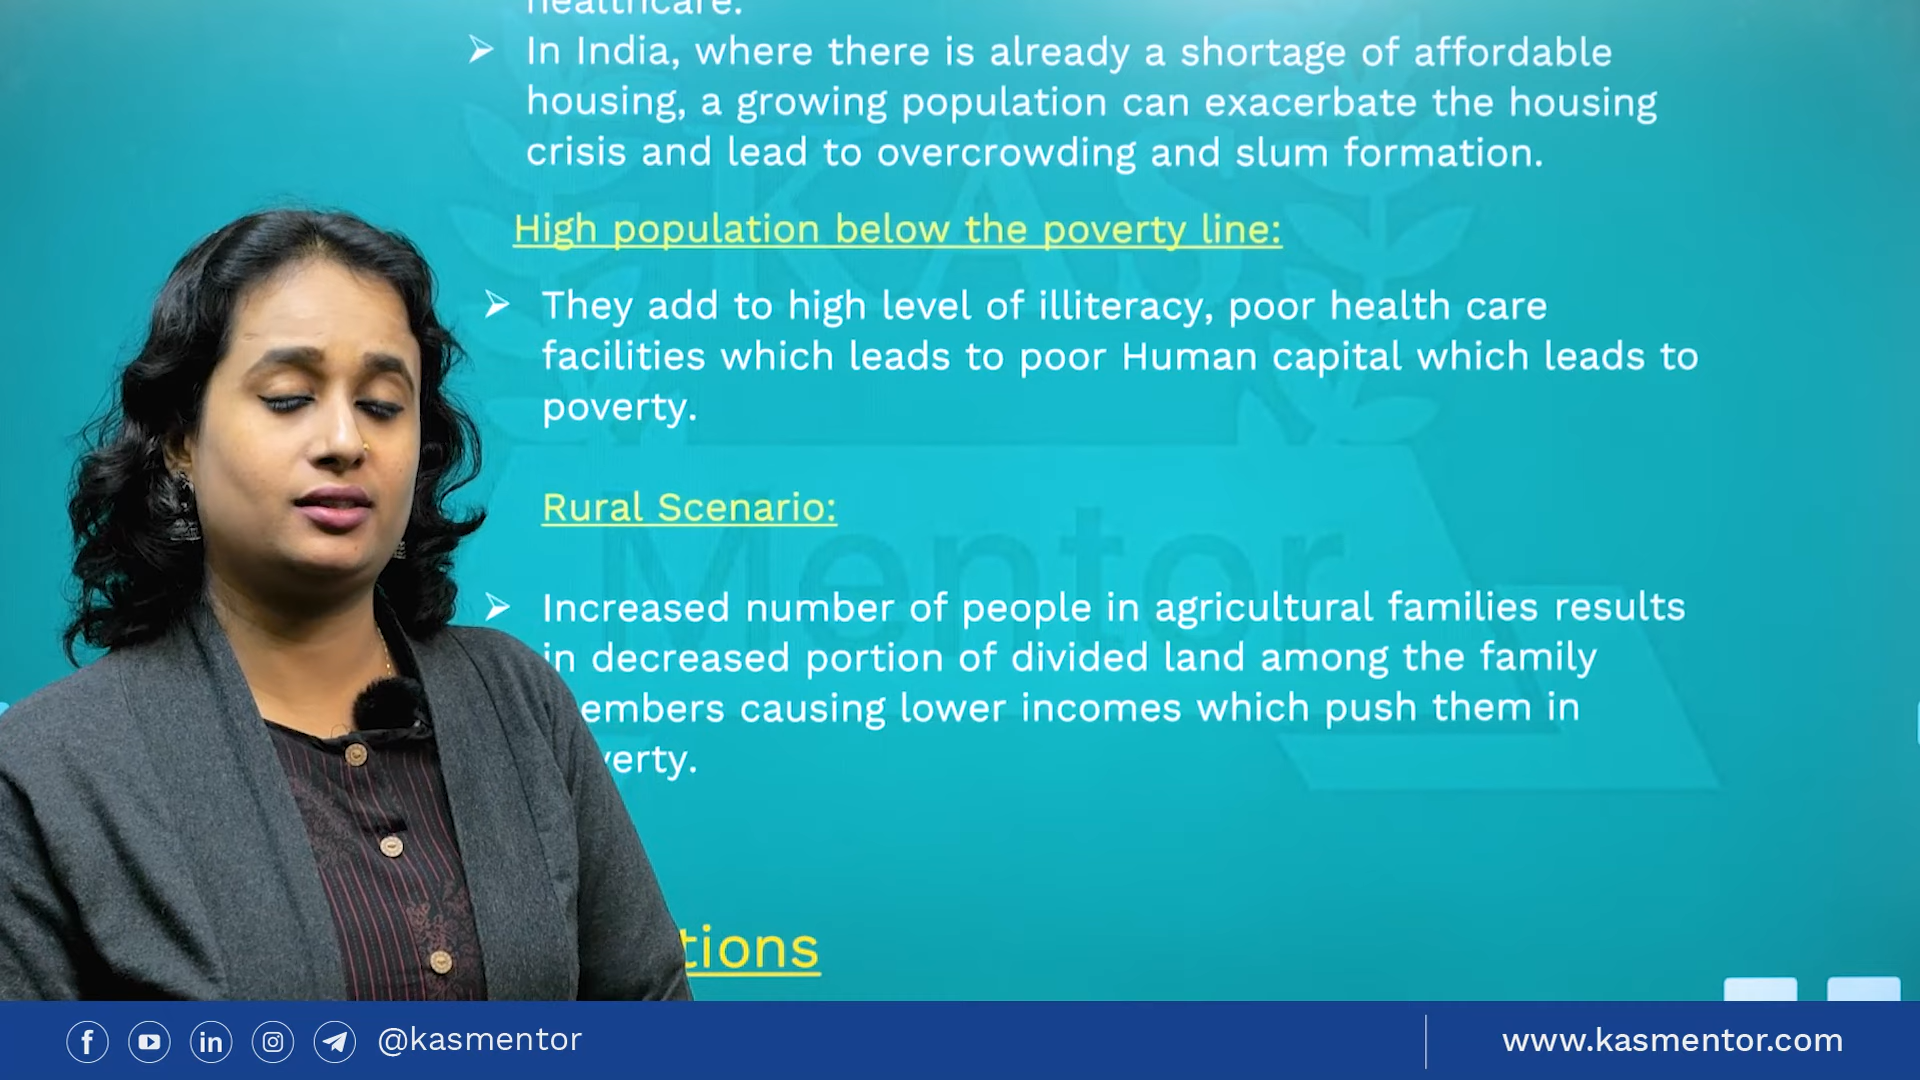 healthcare.
➢ In India, where there is already a shortage of affordable
housing, a growing population can exacerbate the housing
crisis and lead to overcrowding and slum formation.
High population below the poverty line:
➢ They add to high level of illiteracy, poor health care
facilities which leads to poor Human capital which leads to
poverty.
Rural Scenario:
➢ Increased number of people in agricultural families results
in decreased portion of divided land among the family
embers causing lower incomes which push them in
verty.
tions
KAS
Mentor
@kasmentor
www.kasmentor.com